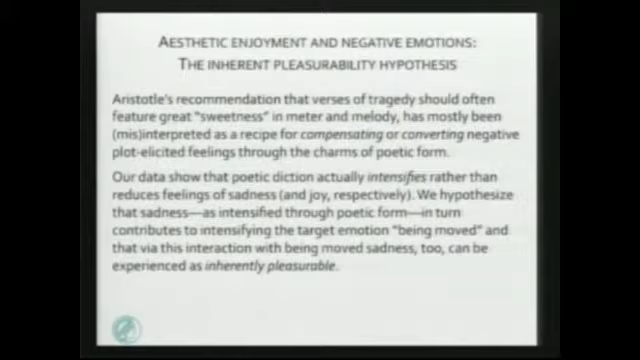 AESTHETIC ENJOYMENT AND NEGATIVE EMOTIONS:
THE INHERENT PLEASURABILITY HYPOTHESIS
Aristotle's recommendation that verses of tragedy should often
feature great "sweetness" in meter and melody, has mostly been
(mis)interpreted as a recipe for compensating or converting negative
plot-elicited feelings through the charms of poetic form.
Our data show that poetic diction actually intensifies rather than
reduces feelings of sadness (and joy, respectively). We hypothesize
that sadness—as intensified through poetic form—in turn
contributes to intensifying the target emotion "being moved" and
that via this interaction with being moved sadness, too, can be
experienced as inherently pleasurable.